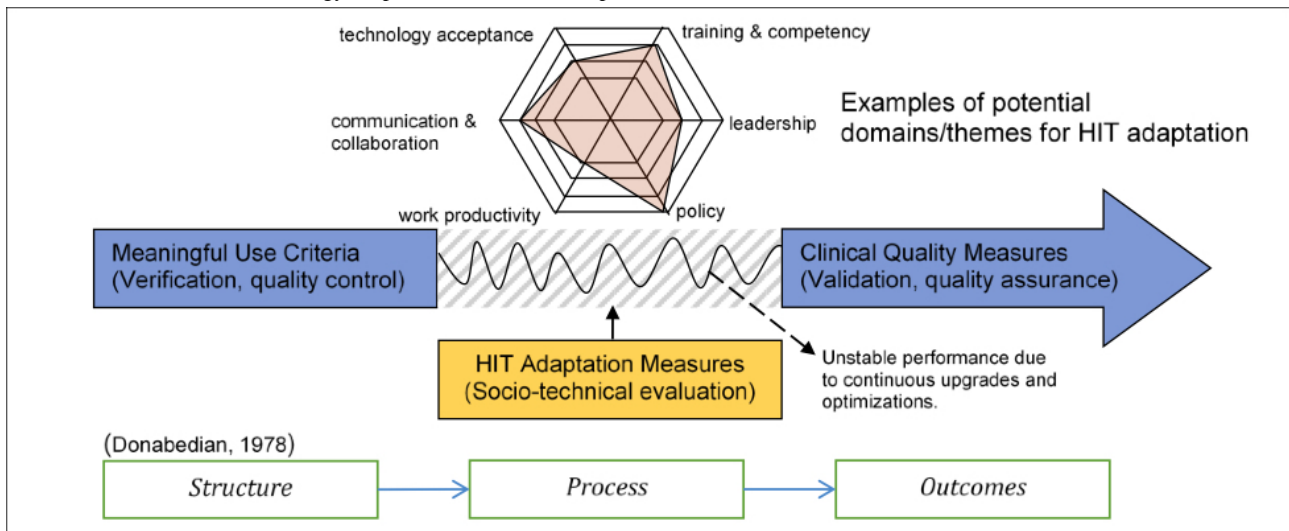 technology acceptance
training & competency
communication &
collaboration
leadership
Examples of potential
domains/themes for HIT adaptation
work productivity
policy
Meaningful Use Criteria
(Verification, quality control)
Clinical Quality Measures
(Validation, quality assurance)
HIT Adaptation Measures
(Socio-technical evaluation)
Unstable performance due
to continuous upgrades and
optimizations.
(Donabedian, 1978)
Structure
Process
Outcomes